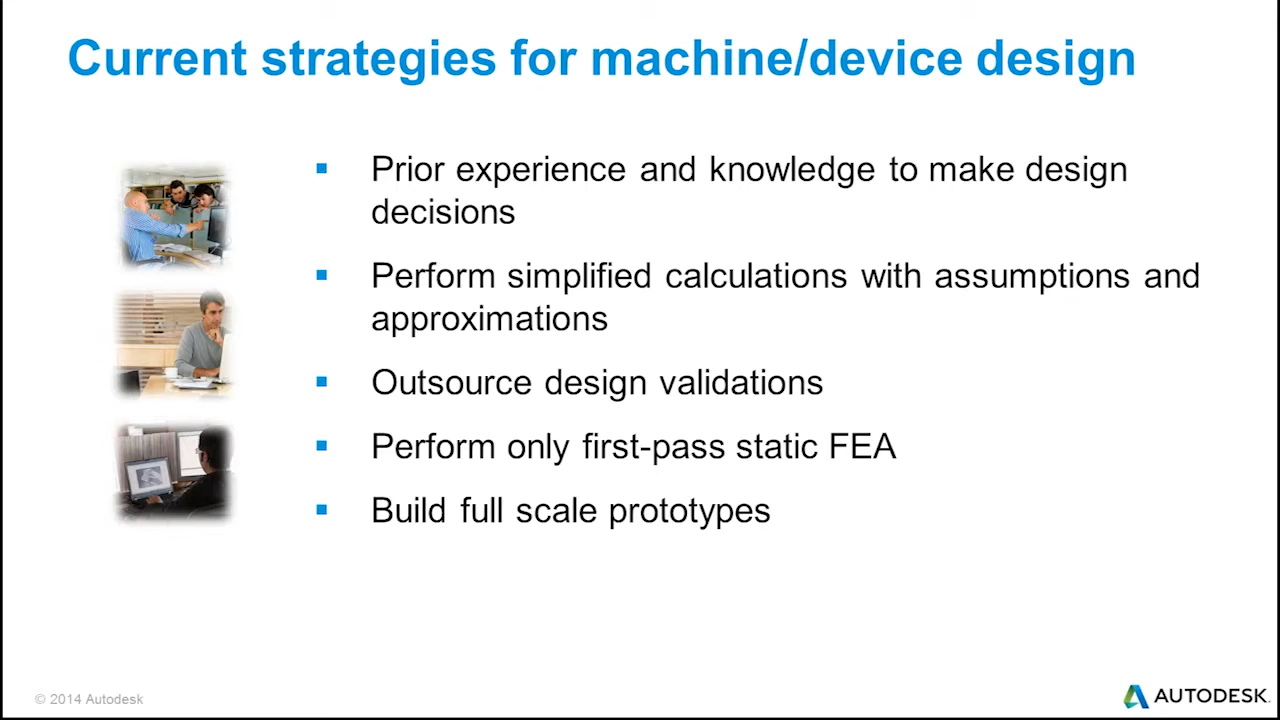 Current strategies for machine/device design
Prior experience and knowledge to make design
decisions
Perform simplified calculations with assumptions and
approximations
Outsource design validations
Perform only first-pass static FEA
Build full scale prototypes
© 2014 Autodesk
AUTODESK.